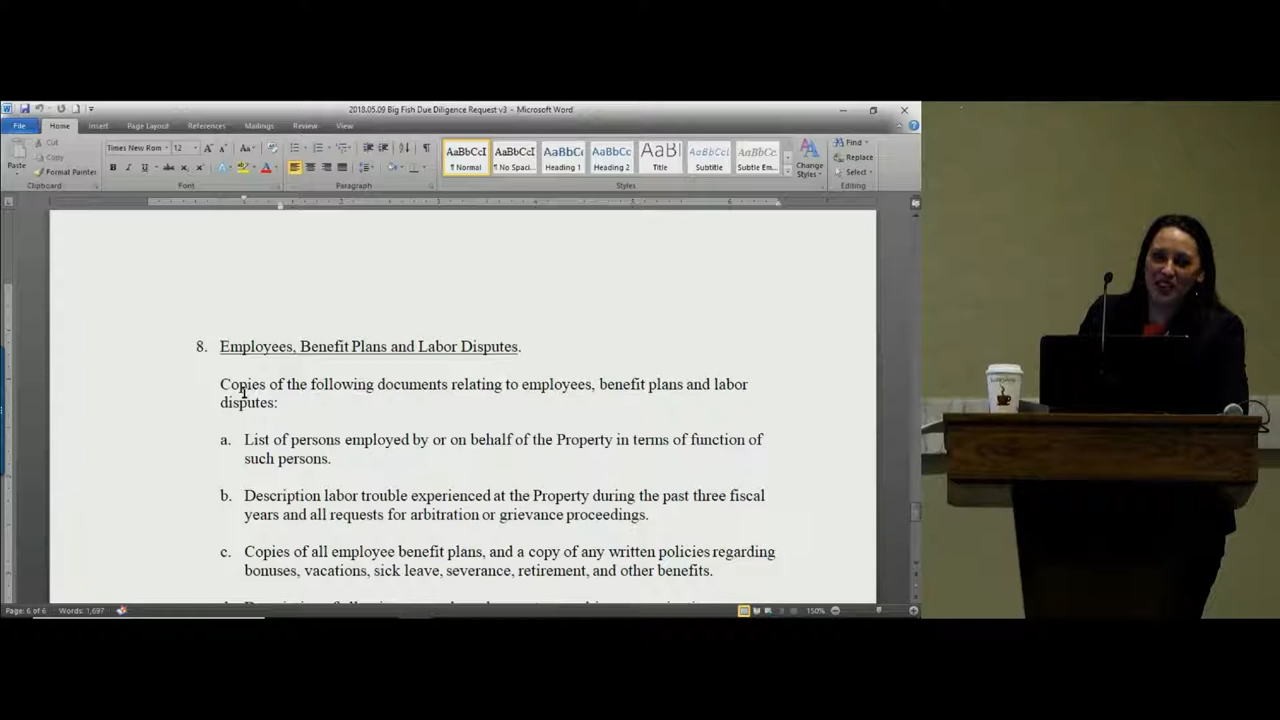 2018.05.09 Big Fish Due Diligence Request v3 - Microsoft Word
File Home Insert Page Layout References Mailings Review View
Cut
Copy
Format Painter
Paste
Clipboard
Times New Rom 12
Font
Paragraph
AaBbCcI AaBbCcI AaBbCc AaBbCc AaBl AaBbCcI AaBbCc
¶ Normal ¶ No Spaci... Heading 1 Heading 2 Title Subtitle Subtle Em...
Styles
Change
Styles
Find
Replace
Select
Editing
8. Employees, Benefit Plans and Labor Disputes.
Copies of the following documents relating to employees, benefit plans and labor
disputes:
a. List of persons employed by or on behalf of the Property in terms of function of
such persons.
b. Description labor trouble experienced at the Property during the past three fiscal
years and all requests for arbitration or grievance proceedings.
c. Copies of all employee benefit plans, and a copy of any written policies regarding
bonuses, vacations, sick leave, severance, retirement, and other benefits.
Page: 6 of 6 Words: 1,697
150%